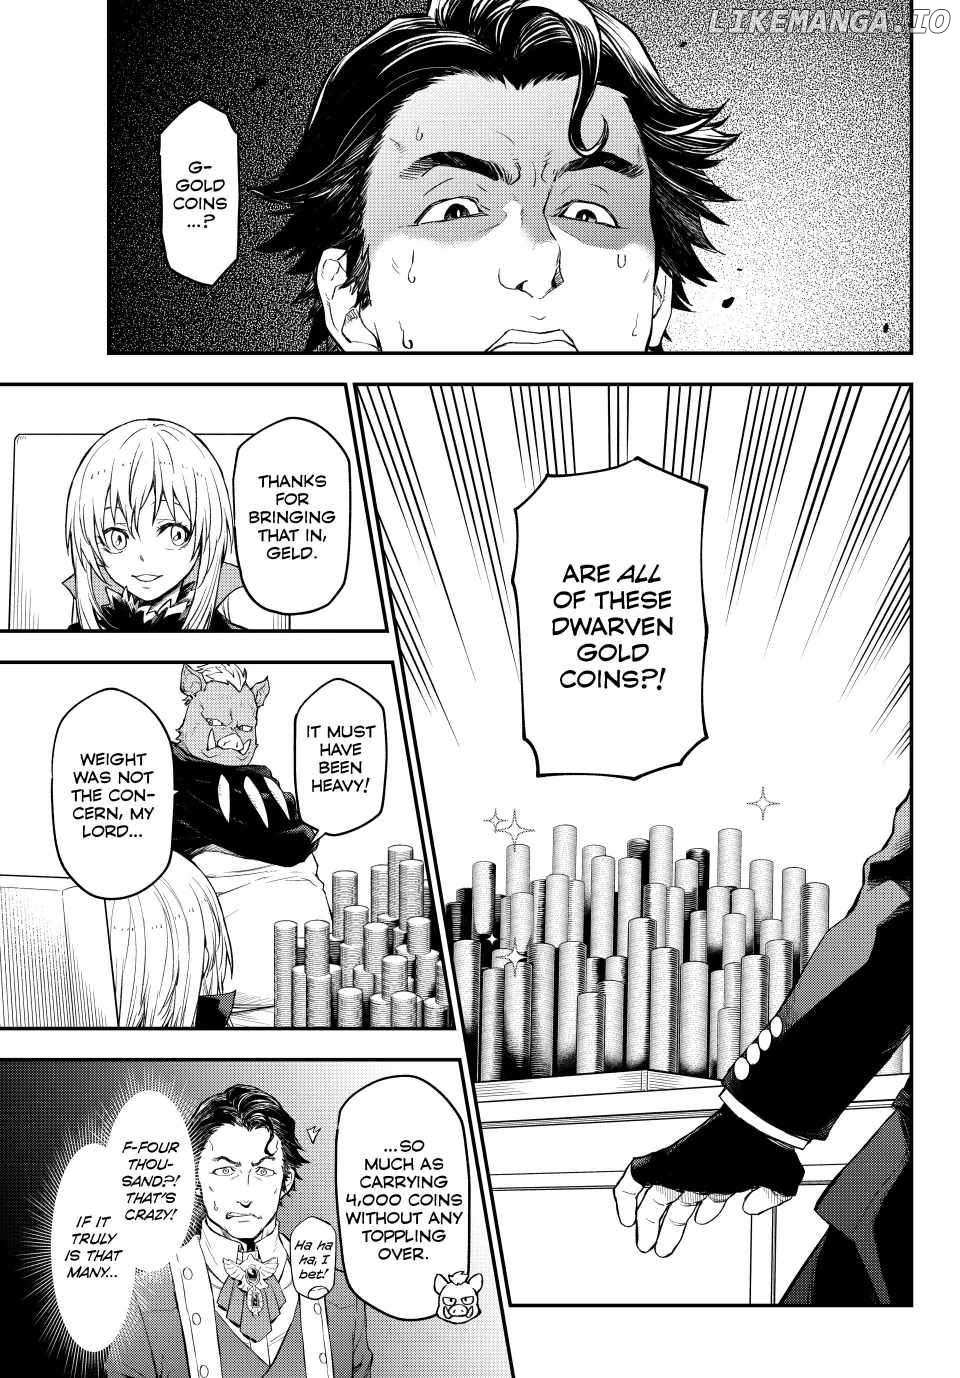 LIKEMANGA.IO
G-
GOLD
COINS
...?
ARE ALL
OF THESE
DWARVEN
GOLD
COINS?!
THANKS
FOR
BRINGING
THAT IN,
GELD.
IT MUST
HAVE
BEEN
HEAVY!
WEIGHT
WAS NOT
THE CON-
CERN, MY
LORD...
...SO
MUCH AS
CARRYING
4,000 COINS
WITHOUT ANY
TOPPLING
OVER.
Ha ha
ha, I
bet!
F-FOUR
THOU-
SAND?!
THAT'S
CRAZY!
IF IT
TRULY
IS THAT
MANY...